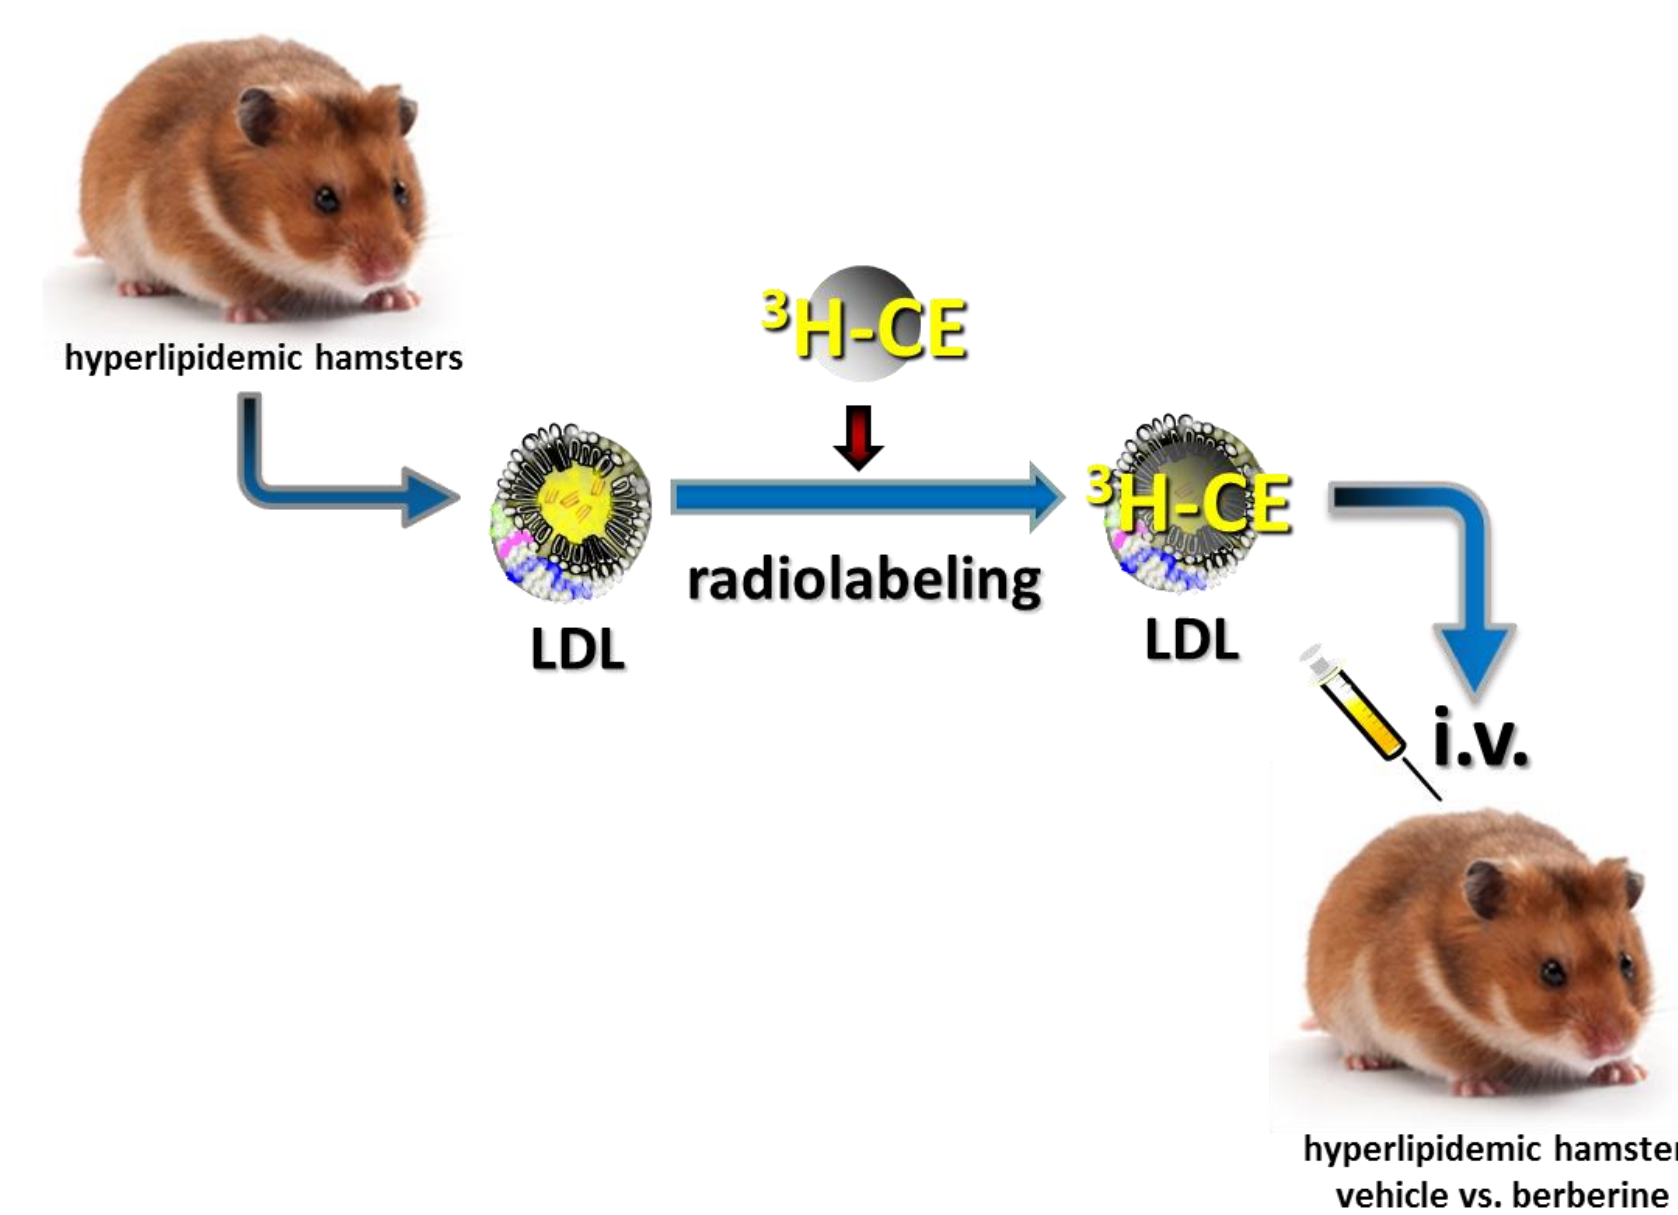 hyperlipidemic hamsters
³H-CE
radiolabeling
LDL
³H-CE
LDL
i.v.
hyperlipidemic hamster
vehicle vs. berberine